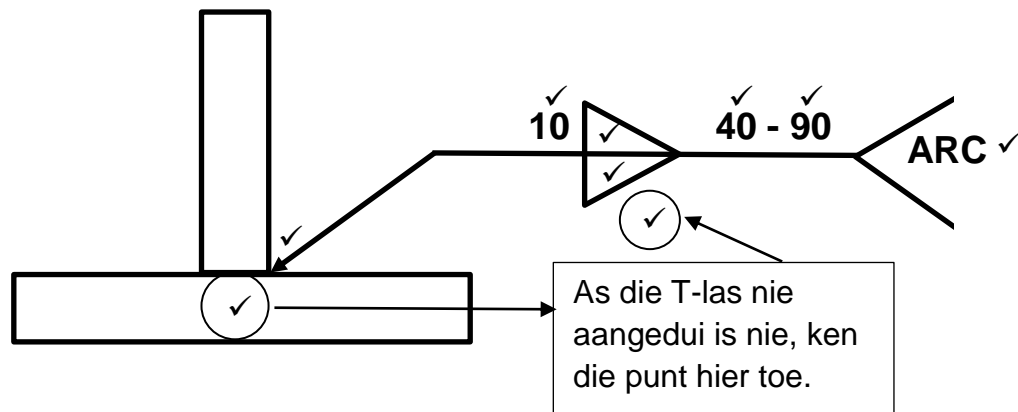 10 40 - 90
ARC
As die T-las nie
aangedui is nie, ken
die punt hier toe.